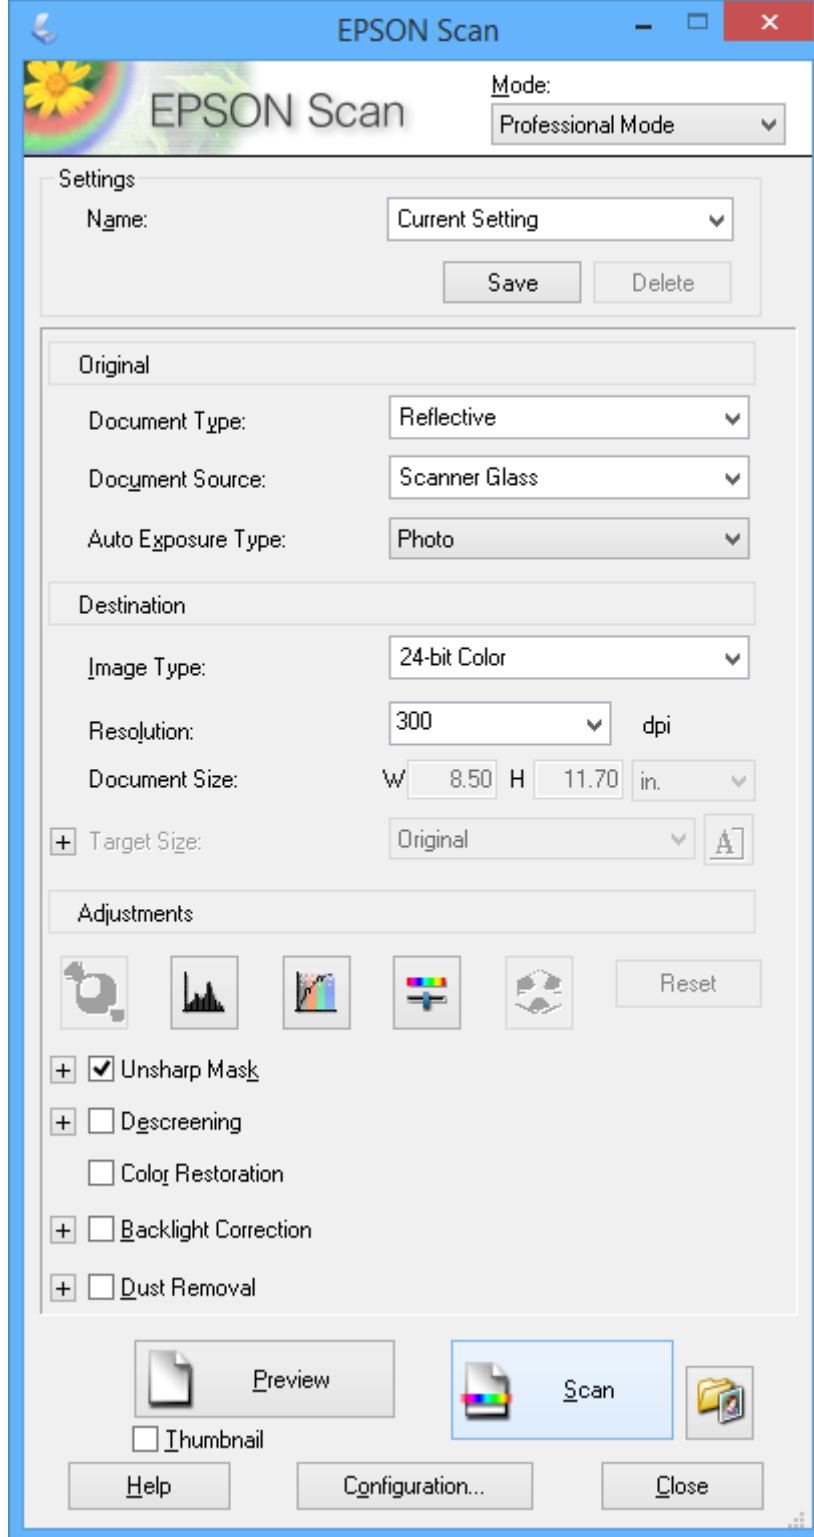 EPSON Scan
EPSON Scan
Mode:
Professional Mode
Settings
Name:
Current Setting
Save Delete
Original
Document Type: Reflective
Document Source: Scanner Glass
Auto Exposure Type: Photo
Destination
Image Type: 24-bit Color
Resolution: 300 dpi
Document Size: W 8.50 H 11.70 in.
+ Target Size: Original A
Adjustments
Reset
+ Unsharp Mask
+ Descreening
Color Restoration
+ Backlight Correction
+ Dust Removal
Preview Scan
Thumbnail
Help Configuration... Close